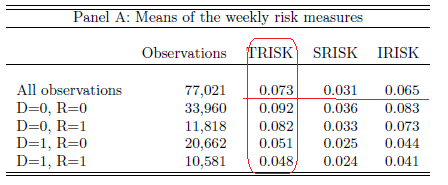 Panel A: Means of the weekly risk measures
Observations TRISK SRISK IRISK
All observations 77,021 0.073 0.031 0.065
D=0, R=0 33,960 0.092 0.036 0.083
D=0, R=1 11,818 0.082 0.033 0.073
D=1, R=0 20,662 0.051 0.025 0.044
D=1, R=1 10,581 0.048 0.024 0.041